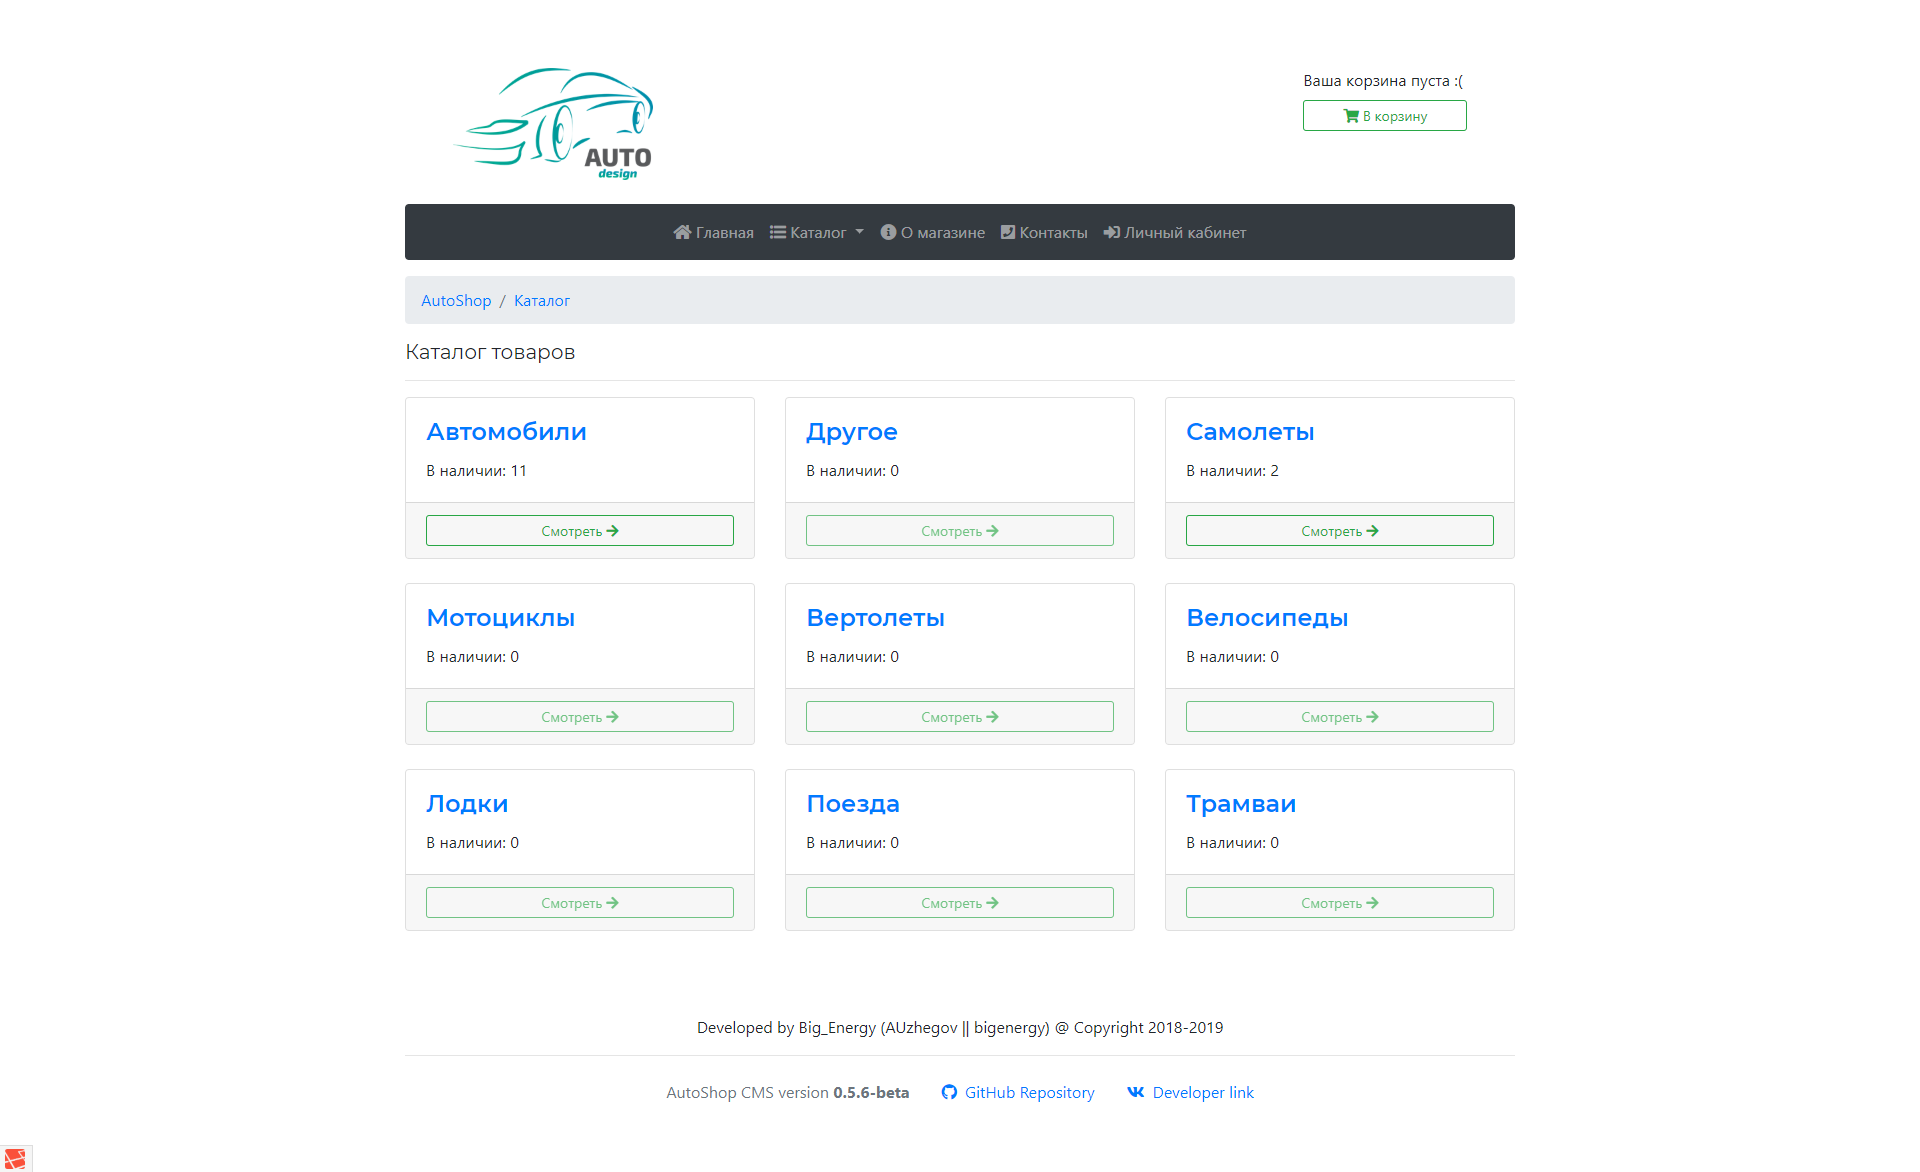 AUTO
design
Ваша корзина пуста :(
В корзину
Главная Каталог О магазине Контакты Личный кабинет
AutoShop / Каталог
Каталог товаров
Автомобили
В наличии: 11
Смотреть
Другое
В наличии: 0
Смотреть
Самолеты
В наличии: 2
Смотреть
Мотоциклы
В наличии: 0
Смотреть
Вертолеты
В наличии: 0
Смотреть
Велосипеды
В наличии: 0
Смотреть
Лодки
В наличии: 0
Смотреть
Поезда
В наличии: 0
Смотреть
Трамваи
В наличии: 0
Смотреть
Developed by Big_Energy (AUzhegov || bigenergy) @ Copyright 2018-2019
AutoShop CMS version 0.5.6-beta GitHub Repository Developer link